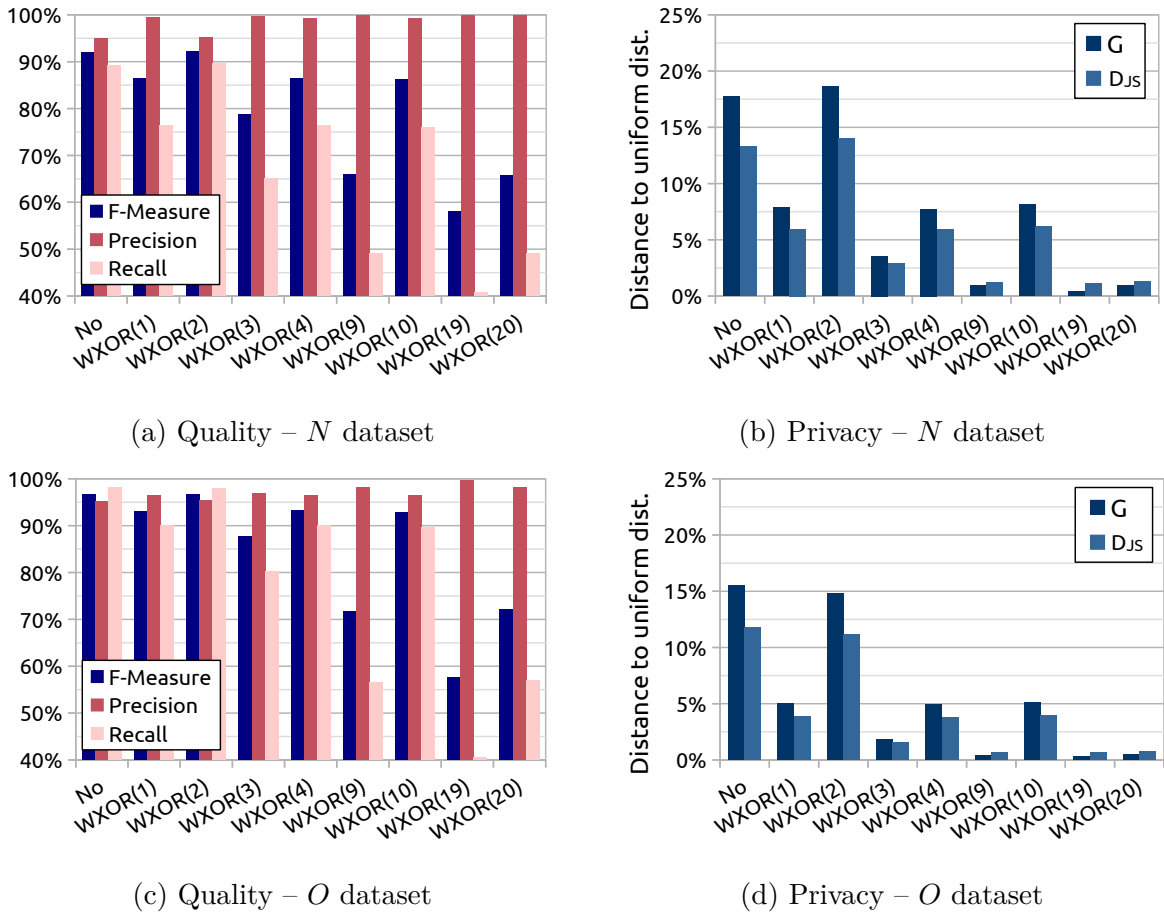 100%
90%
80%
70%
60%
50%
40%
F-Measure
Precision
Recall
No
WXOR(1)
WXOR(2)
WXOR(3)
WXOR(4)
WXOR(9)
WXOR(10)
WXOR(19)
WXOR(20)
(a) Quality – N dataset
Distance to uniform dist.
25%
20%
15%
10%
5%
0%
G
DJS
No
WXOR(1)
WXOR(2)
WXOR(3)
WXOR(4)
WXOR(9)
WXOR(10)
WXOR(19)
WXOR(20)
(b) Privacy – N dataset
100%
90%
80%
70%
60%
50%
40%
F-Measure
Precision
Recall
No
WXOR(1)
WXOR(2)
WXOR(3)
WXOR(4)
WXOR(9)
WXOR(10)
WXOR(19)
WXOR(20)
(c) Quality – O dataset
Distance to uniform dist.
25%
20%
15%
10%
5%
0%
G
DJS
No
WXOR(1)
WXOR(2)
WXOR(3)
WXOR(4)
WXOR(9)
WXOR(10)
WXOR(19)
WXOR(20)
(d) Privacy – O dataset